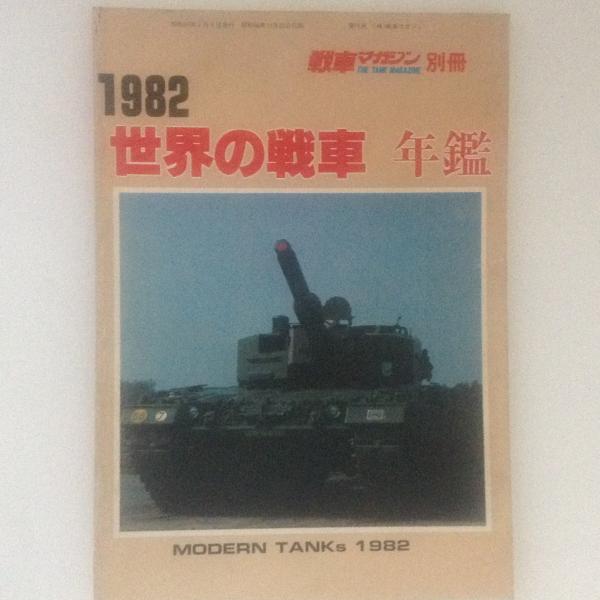 戦車マガジン 別冊
THE TANK MAGAZINE
1982
世界の戦車 年鑑
MODERN TANKs 1982